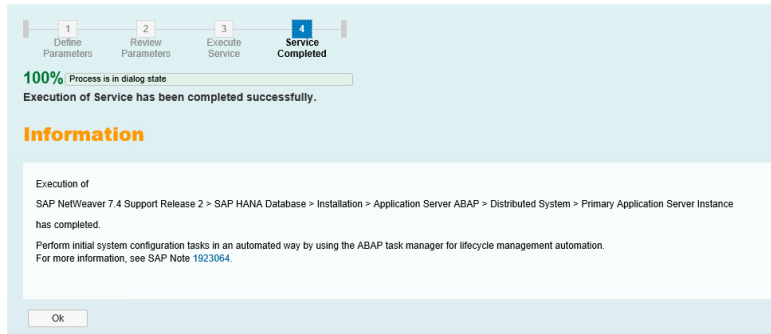 1 2 3 4
Define Review Execute Service
Parameters Parameters Service Completed
100% Process is in dialog state
Execution of Service has been completed successfully.
Information
Execution of
SAP NetWeaver 7.4 Support Release 2 > SAP HANA Database > Installation > Application Server ABAP > Distributed System > Primary Application Server Instance
has completed.
Perform initial system configuration tasks in an automated way by using the ABAP task manager for lifecycle management automation.
For more information, see SAP Note 1923064.
Ok